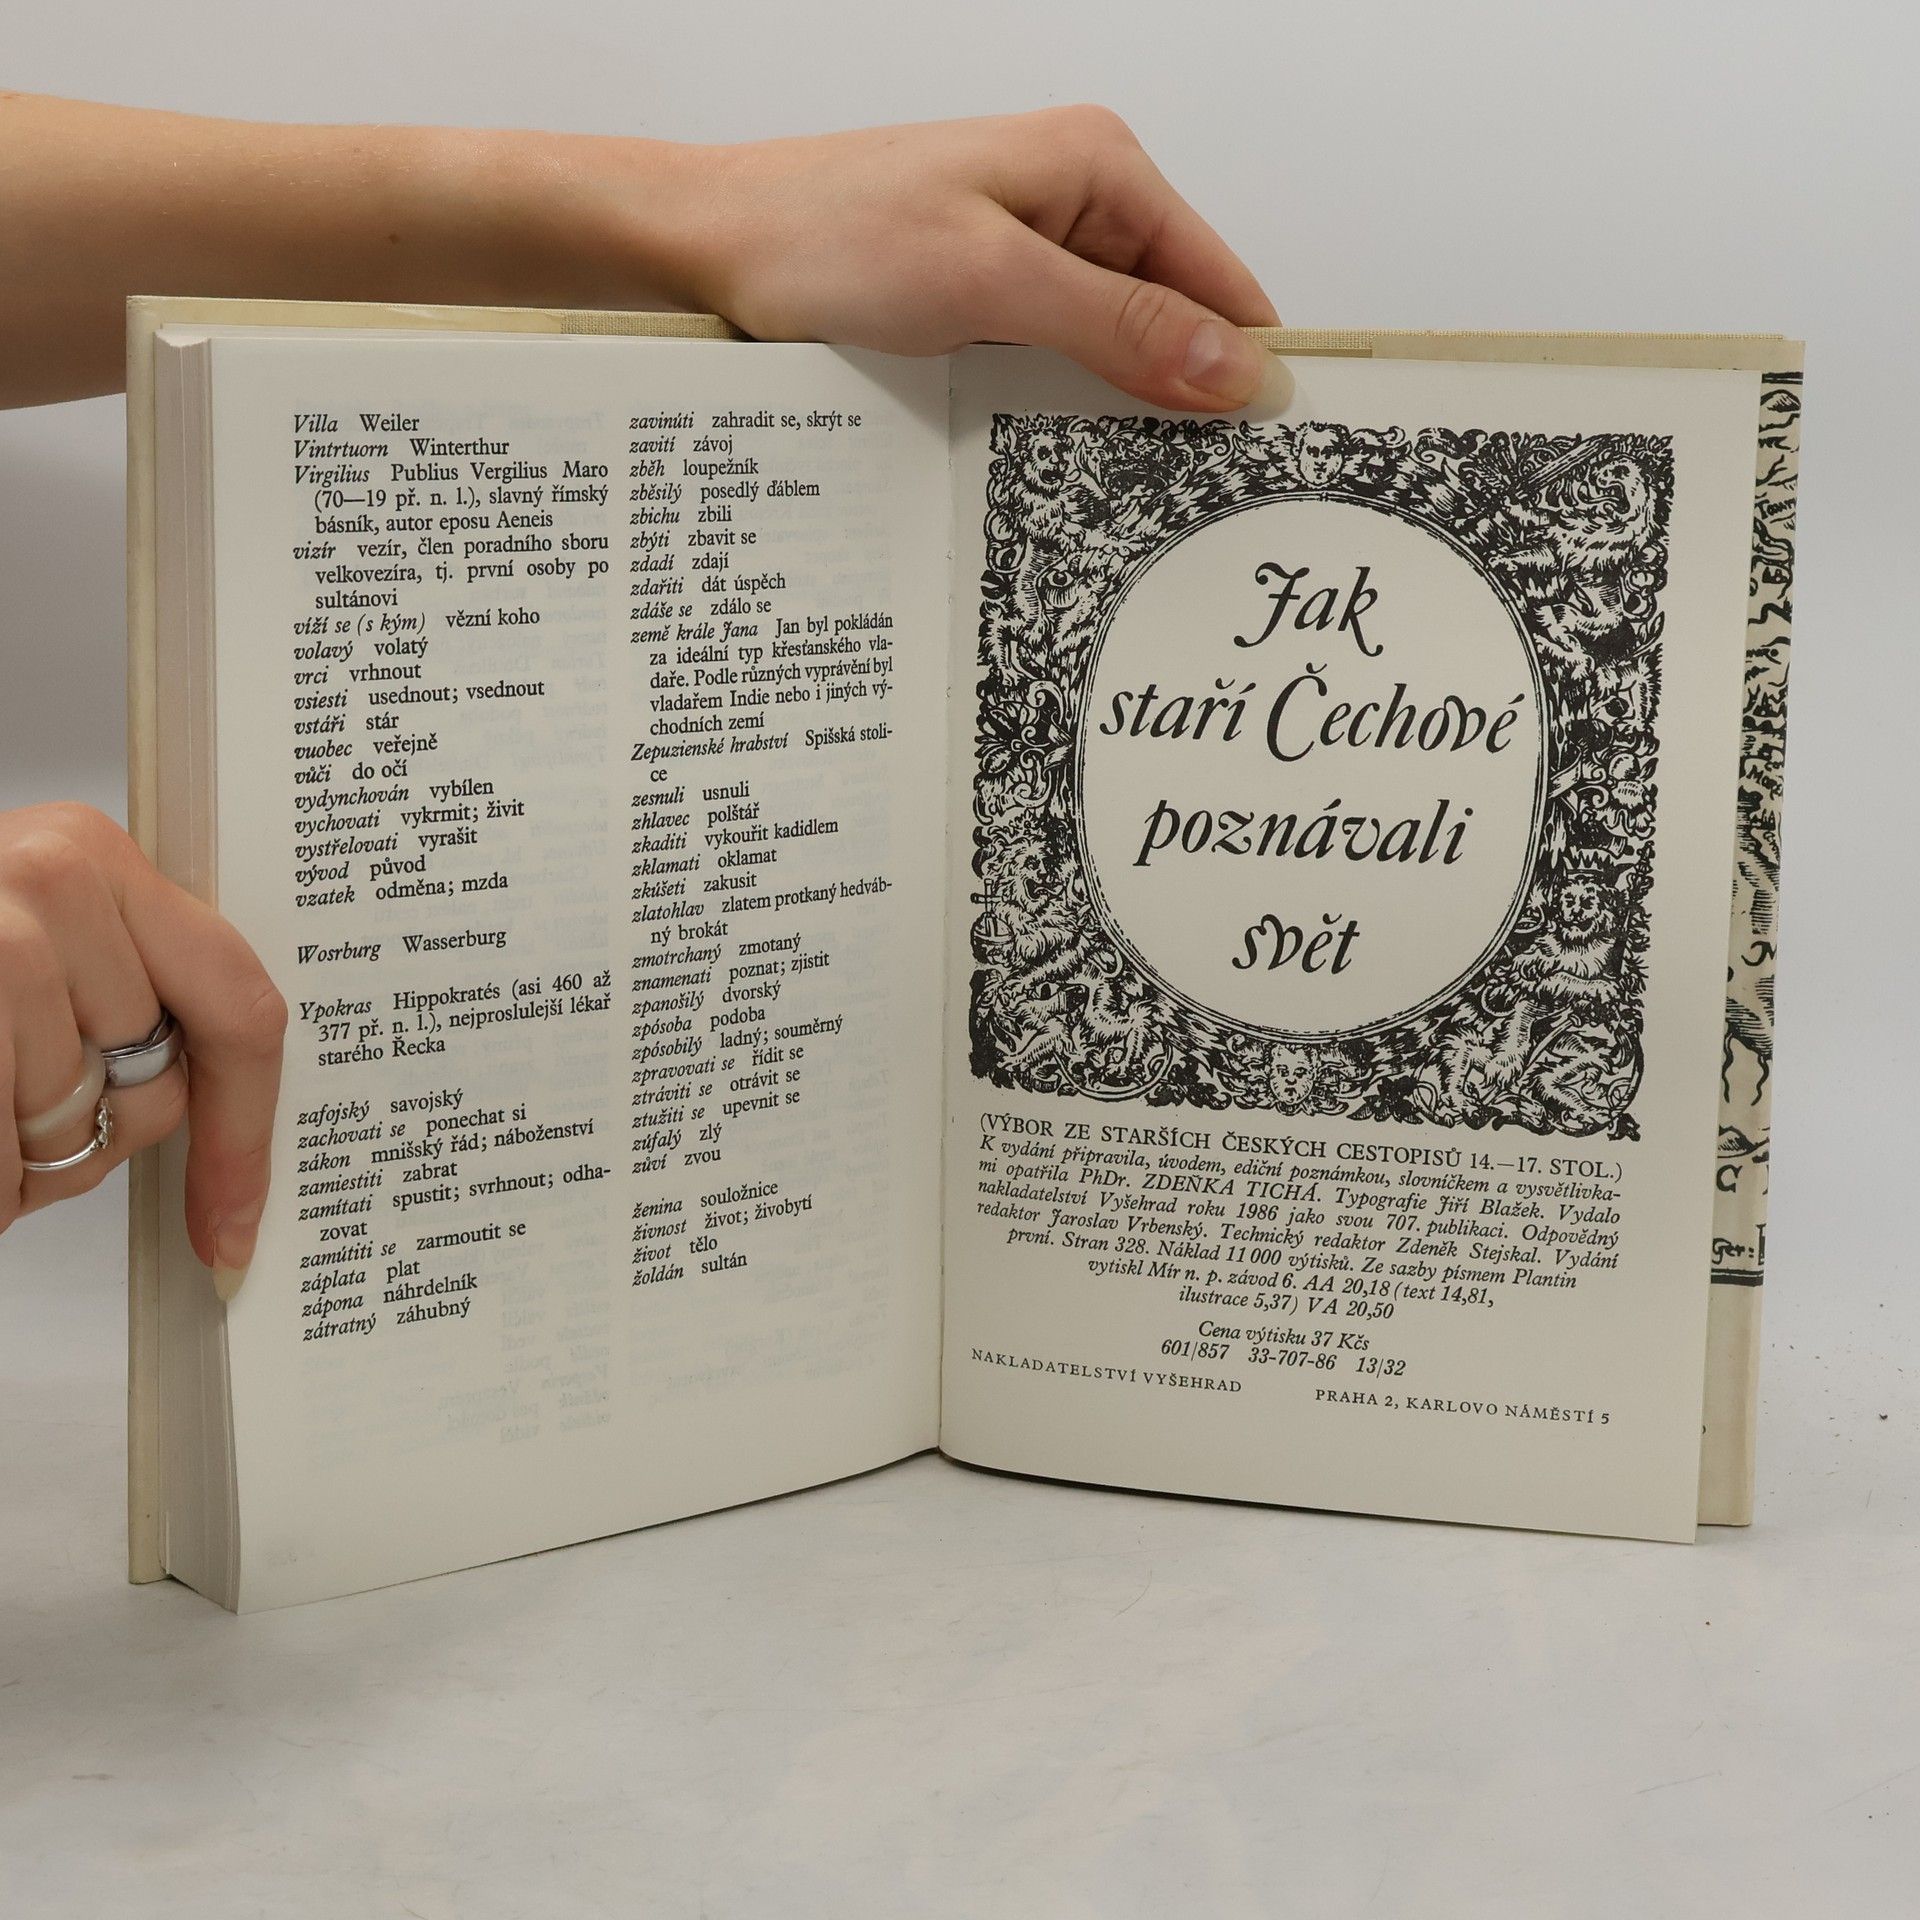 Villa Weiler
Vintrtuorn Winterthur
Virgilius Publius Vergilius Maro
(70—19 př. n. l.), slavný římský
básník, autor eposu Aeneis
vizír vezír, člen poradního sboru
velkovezíra, tj. první osoby po
sultánovi
víží se (s kým) vězní koho
volavý volatý
vrci vrhnout
vsiesti usednout; vsednout
vstáři stár
vuobec veřejně
vůči do očí
vydynchován vybílen
vychovati vykrmit; živit
vystřelovati vyrašit
vývod původ
vzatek odměna; mzda
Wosrburg Wasserburg
Ypokras Hippokratés (asi 460 až
377 př. n. l.), nejproslulejší lékař
starého Řecka
zafojský savojský
zachovati se ponechat si
zákon mnišský řád; náboženství
zamiestiti zabrat
zamítati spustit; svrhnout; odha-
zovat
zamútiti se zarmoutit se
záplata plat
zápona náhrdelník
zátratný záhubný
zavinúti zahradit se, skrýt se
zavití závoj
zběh loupežník
zběsilý posedlý ďáblem
zbichu zbili
zbýti zbavit se
zdadí zdají
zdařiti dát úspěch
zdáše se zdálo se
země krále Jana Jan byl pokládán
za ideální typ křesťanského vla-
daře. Podle různých vyprávění byl
vladařem Indie nebo i jiných vý-
chodních zemí
Zepuzienské hrabství Spišská stoli-
ce
zesnuli usnuli
zhlavec polštář
zkaditi vykouřit kadidlem
zklamati oklamat
zkúšeti zakusit
zlatohlav zlatem protkaný hedváb-
ný brokát
zmotrchaný zmotaný
znamenati poznat; zjistit
zpanošilý dvorský
zpósoba podoba
zpósobilý ladný; souměrný
zpravovati se řídit se
ztráviti se otrávit se
ztužiti se upevnit se
zúfalý zlý
zůví zvou
ženina souložnice
živnost život; živobytí
život tělo
žoldán sultán
Jak
staří Čechové
poznávali
svět
(VÝBOR ZE STARŠÍCH ČESKÝCH CESTOPISŮ 14.—17. STOL.)
K vydání připravila, úvodem, ediční poznámkou, slovníčkem a vysvětlivka-
mi opatřila PhDr. ZDEŇKA TICHÁ. Typografie Jiří Blažek. Vydalo
nakladatelství Vyšehrad roku 1986 jako svou 707. publikaci. Odpovědný
redaktor Jaroslav Vrbenský. Technický redaktor Zdeněk Stejskal. Vydání
první. Stran 328. Náklad 11 000 výtisků. Ze sazby písmem Plantin
vytiskl Mír n. p. závod 6. AA 20,18 (text 14,81,
ilustrace 5,37) VA 20,50
Cena výtisku 37 Kčs
601/857 33-707-86 13/32
NAKLADATELSTVÍ VYŠEHRAD PRAHA 2, KARLOVO NÁMĚSTÍ 5